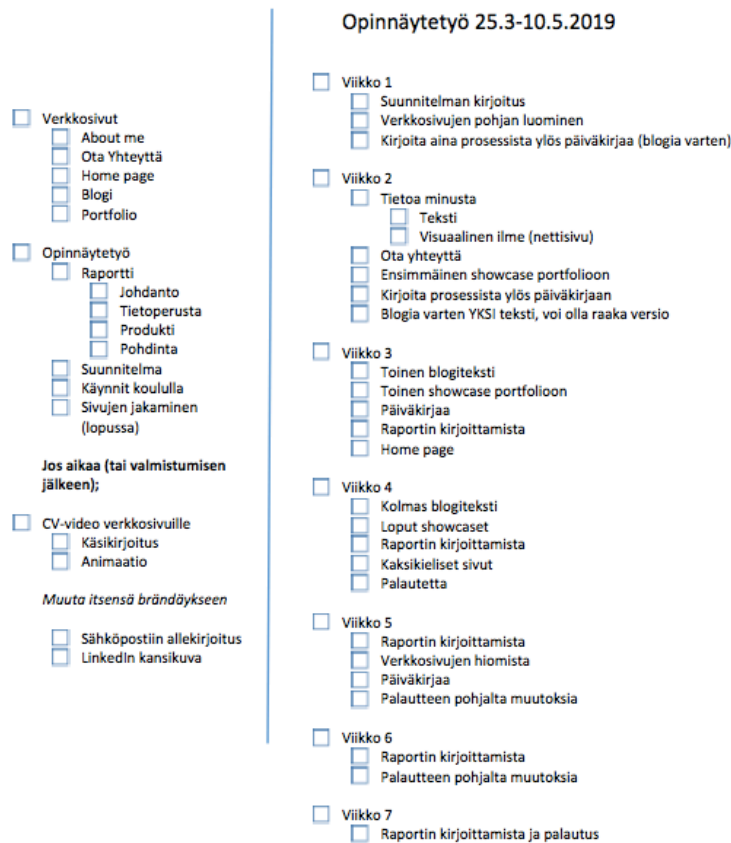 Opinnäytetyö 25.3-10.5.2019
Verkkosivut
About me
Ota Yhteyttä
Home page
Blogi
Portfolio
Opinnäytetyö
Raportti
Johdanto
Tietoperusta
Produkti
Pohdinta
Suunnitelma
Käynnit koululla
Sivujen jakaminen
(lopussa)
Jos aikaa (tai valmistumisen
jälkeen);
CV-video verkkosivuille
Käsikirjoitus
Animaatio
Muuta itsensä brändäykseen
Sähköpostiin allekirjoitus
LinkedIn kansikuva
Viikko 1
Suunnitelman kirjoitus
Verkkosivujen pohjan luominen
Kirjoita aina prosessista ylös päiväkirjaa (blogia varten)
Viikko 2
Tietoa minusta
Teksti
Visuaalinen ilme (nettisivu)
Ota yhteyttä
Ensimmäinen showcase portfolioon
Kirjoita prosessista ylös päiväkirjaan
Blogia varten YKSI teksti, voi olla raaka versio
Viikko 3
Toinen blogiteksti
Toinen showcase portfolioon
Päiväkirjaa
Raportin kirjoittamista
Home page
Viikko 4
Kolmas blogiteksti
Loput showcaset
Raportin kirjoittamista
Kaksikieliset sivut
Palautetta
Viikko 5
Raportin kirjoittamista
Verkkosivujen hiomista
Päiväkirjaa
Palautteen pohjalta muutoksia
Viikko 6
Raportin kirjoittamista
Palautteen pohjalta muutoksia
Viikko 7
Raportin kirjoittamista ja palautus